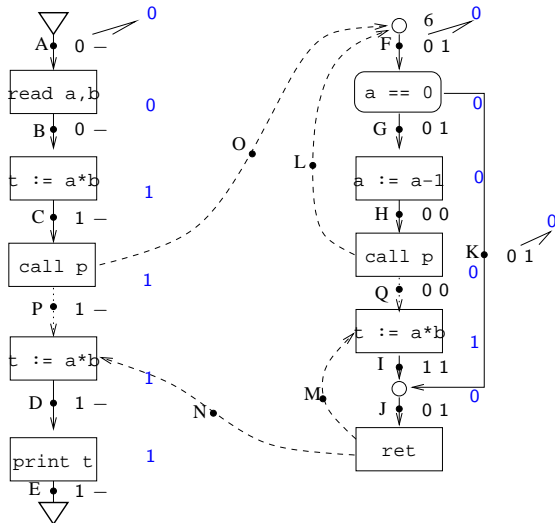 0
A 0 –
read a,b
0
B 0 –
t := a*b
1
C 1 –
call p
1
P 1 –
t := a*b
1
D 1 –
print t
1
E 1 –
O
L
N
M
6
0
F 0 1
a == 0
0
G 0 1
a := a-1
0
H 0 0
call p
0
K 0 1
0
Q 0 0
t := a*b
1
I 1 1
0
J 0 1
ret